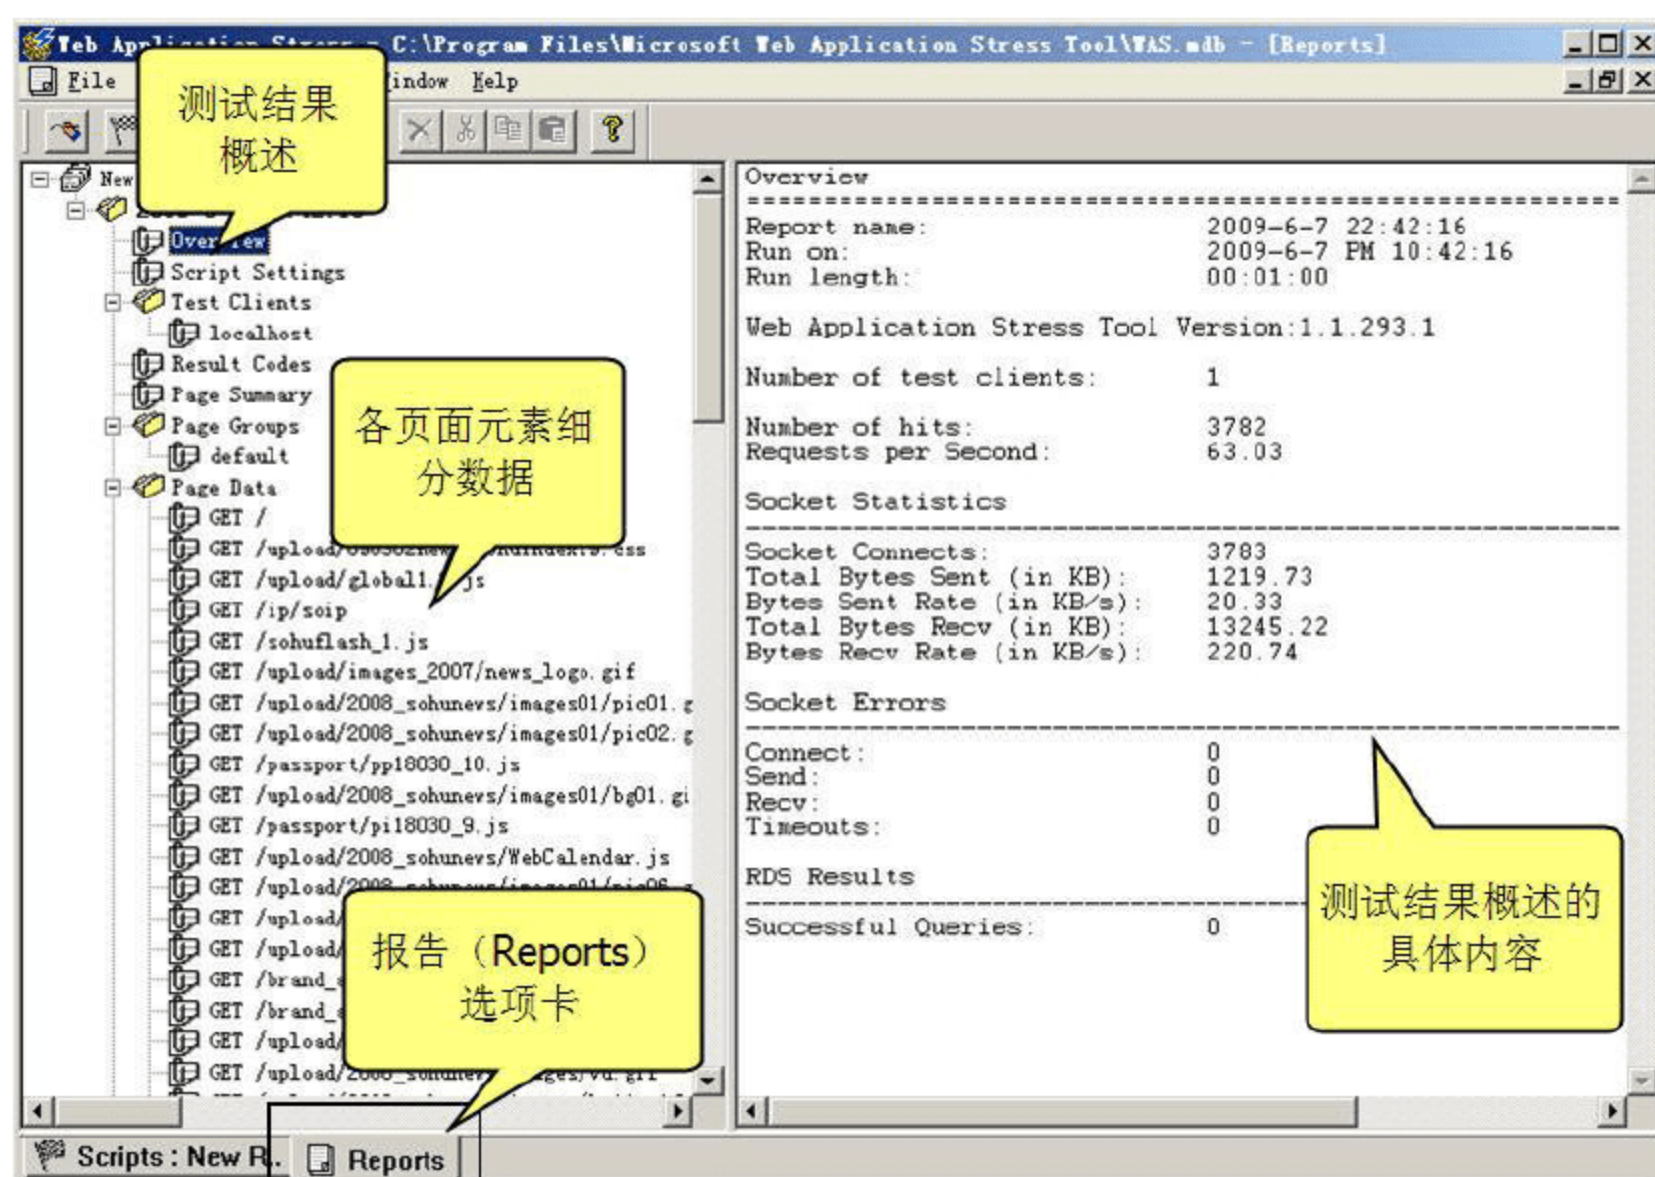 Web Application Stress - C:\Program Files\Microsoft Web Application Stress Tool\WAS.mdb - [Reports]
File
indow Help
测试结果
概述
New
Overview
Script Settings
Test Clients
localhost
Result Codes
Page Summary
Page Groups
default
Page Data
GET /
GET /upload/
css
GET /upload/global1.
js
GET /ip/soip
GET /sohuflash_1.js
GET /upload/images_2007/news_logo.gif
GET /upload/2008_sohunews/images01/pic01.g
GET /upload/2008_sohunews/images01/pic02.g
GET /passport/pp18030_10.js
GET /upload/2008_sohunews/images01/bg01.gi
GET /passport/pi18030_9.js
GET /upload/2008_sohunews/WebCalendar.js
GET /upload/2008_sohunews/images01/pic06.g
GET /upload/
GET /upload/
GET /brand_
GET /brand_
GET /upload/
GET /upload/2008_sohunews/images/vd.gif
各页面元素细
分数据
报告（Reports）
选项卡
Overview
Report name: 2009-6-7 22:42:16
Run on: 2009-6-7 PM 10:42:16
Run length: 00:01:00
Web Application Stress Tool Version:1.1.293.1
Number of test clients: 1
Number of hits: 3782
Requests per Second: 63.03
Socket Statistics
Socket Connects: 3783
Total Bytes Sent (in KB): 1219.73
Bytes Sent Rate (in KB/s): 20.33
Total Bytes Recv (in KB): 13245.22
Bytes Recv Rate (in KB/s): 220.74
Socket Errors
Connect: 0
Send: 0
Recv: 0
Timeouts: 0
RDS Results
Successful Queries: 0
测试结果概述的
具体内容
Scripts : New R..
Reports